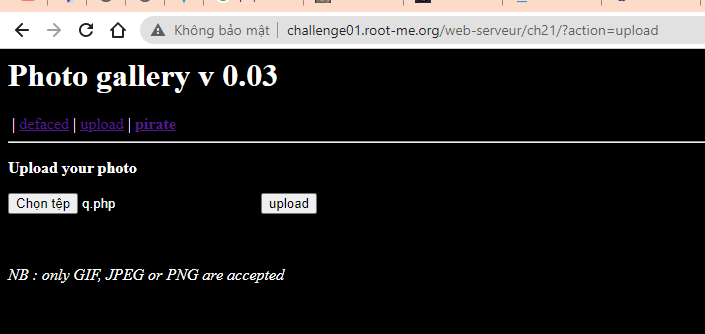 Không bảo mật | challenge01.root-me.org/web-serveur/ch21/?action=upload
Photo gallery v 0.03
| defaced | upload | pirate
Upload your photo
Chọn tệp q.php upload
NB : only GIF, JPEG or PNG are accepted